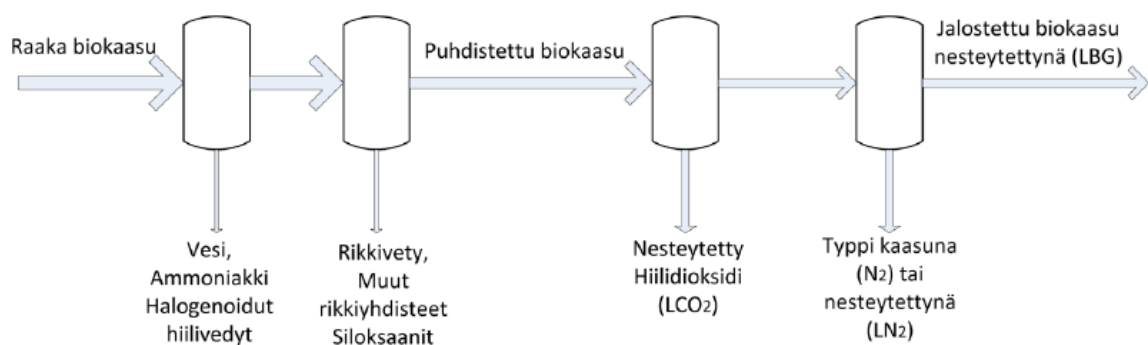 Raaka biokaasu
Puhdistettu biokaasu
Jalostettu biokaasu
nesteytettynä (LBG)
Vesi,
Ammoniakki
Halogenoidut
hiilivedyt
Rikkivety,
Muut
rikkiyhdisteet
Siloksaanit
Nesteytetty
Hiilidioksidi
(LCO₂)
Typpi kaasuna
(N₂) tai
nesteytettynä
(LN₂)